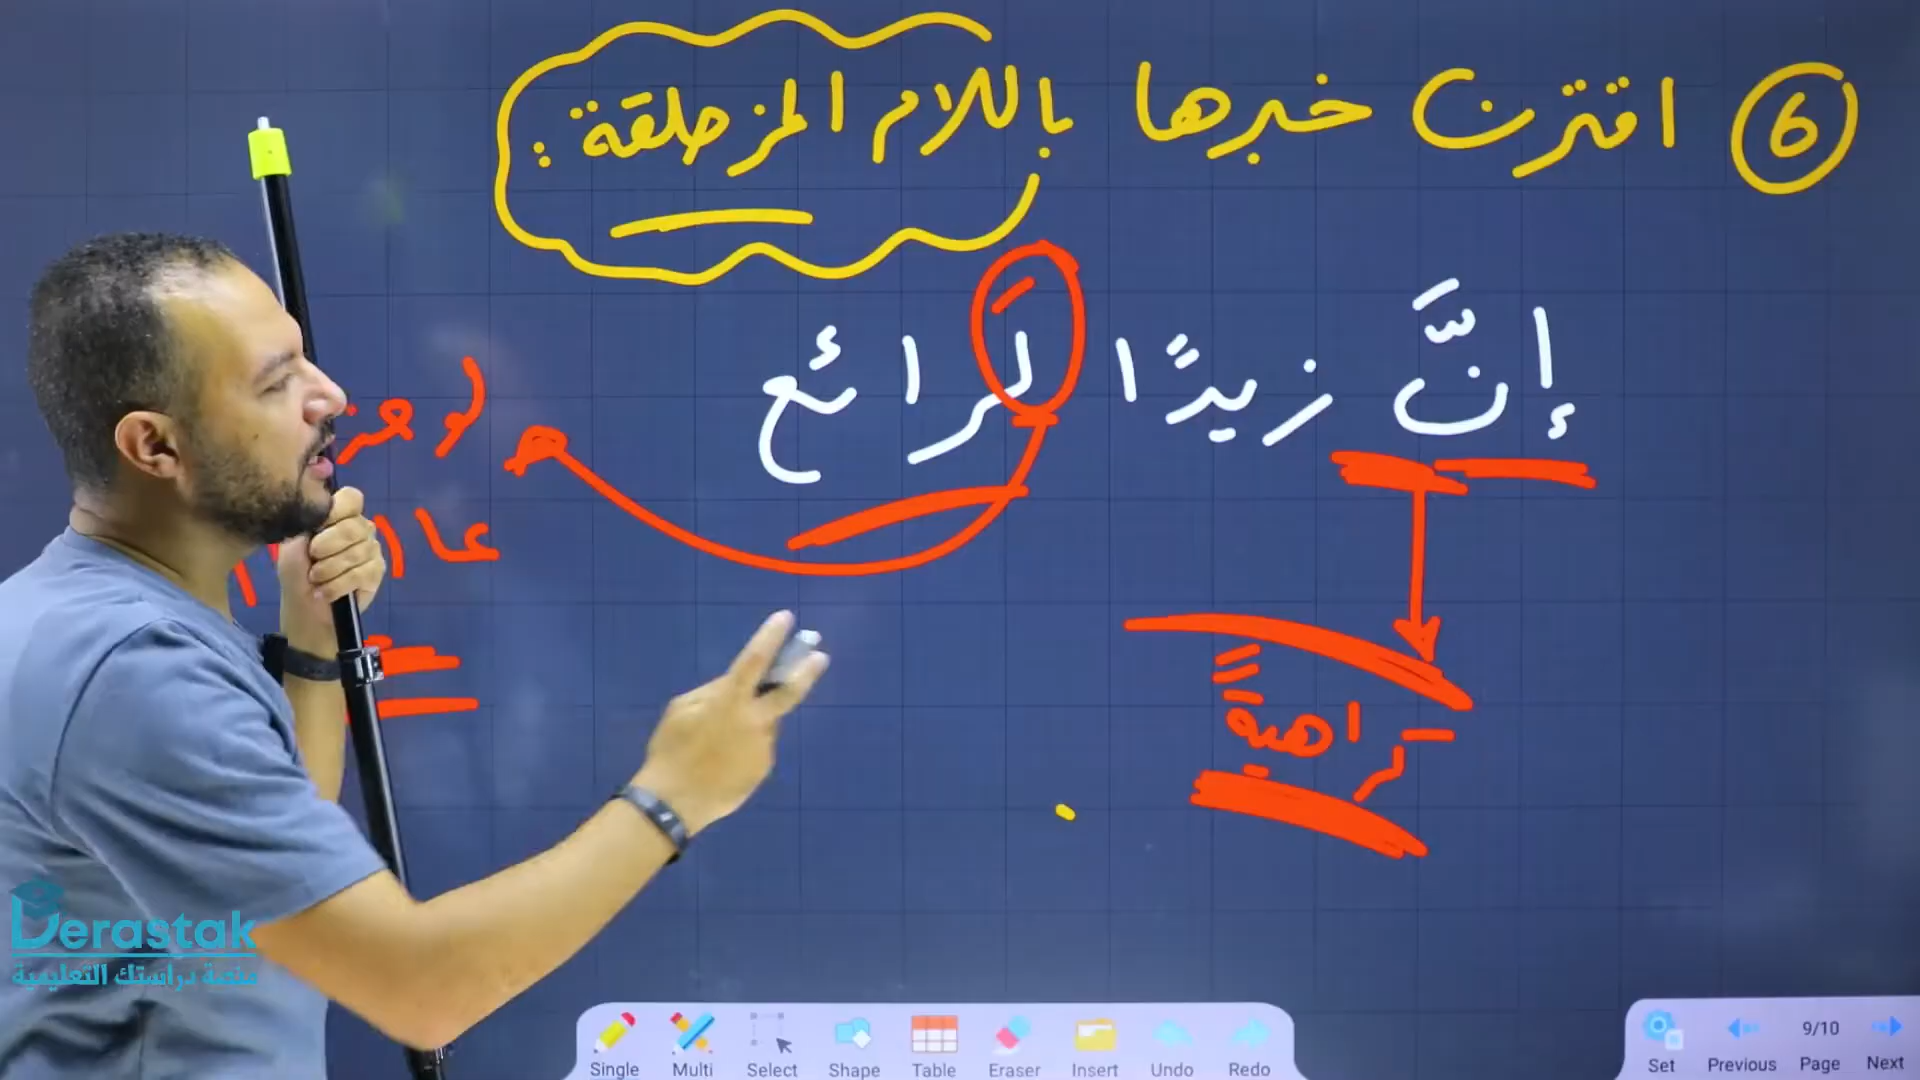 ⑥ اقترن خبرها باللام المزحلقة :
إنَّ زيدًا لَرائع
كراهية
Derastak
منصة دراستك التعليمية
Single Multi Select Shape Table Eraser Insert Undo Redo
Set Previous 9/10 Page Next